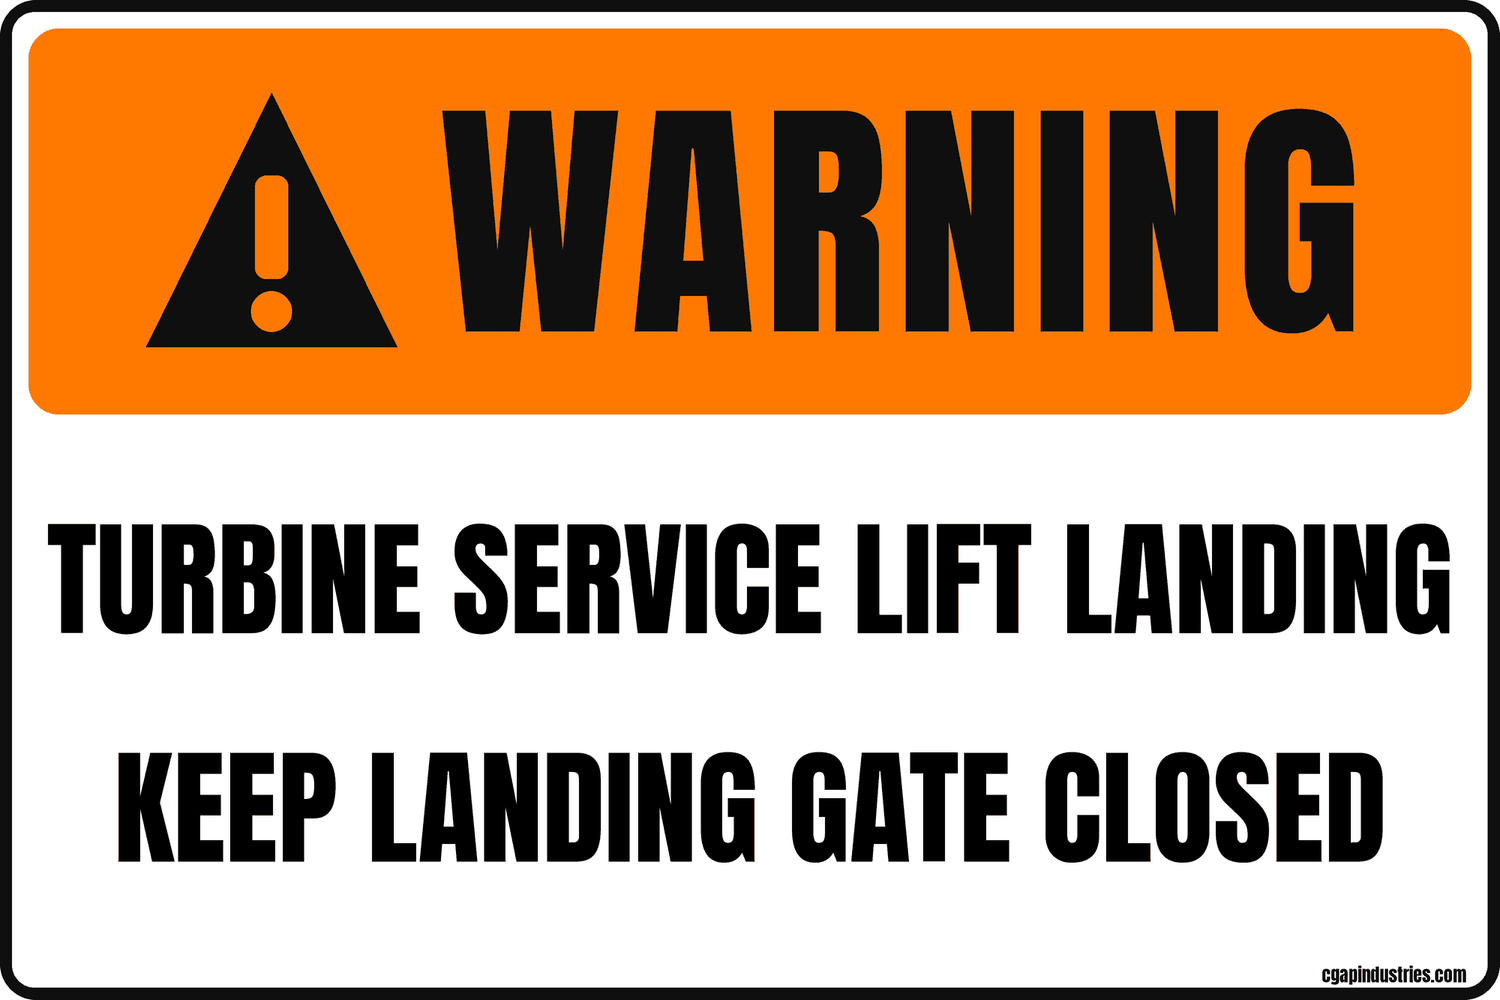 WARNING
TURBINE SERVICE LIFT LANDING
KEEP LANDING GATE CLOSED
cgapindustries.com